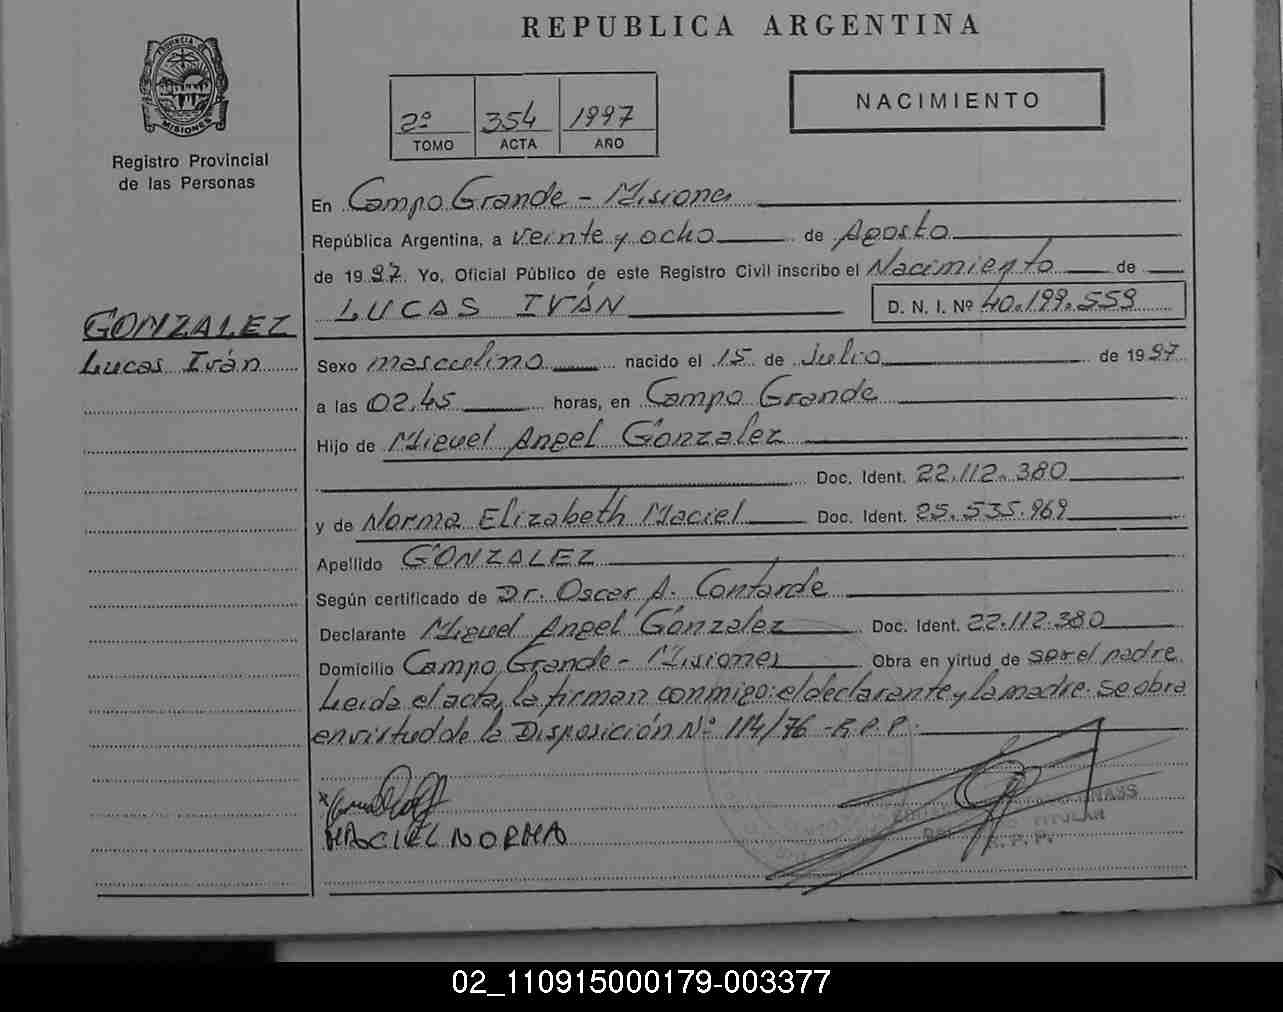 REPUBLICA ARGENTINA
PROVINCIA DE
MISIONES
Registro Provincial
de las Personas
2º 354 1997
TOMO ACTA AÑO
NACIMIENTO
En Campo Grande - Misiones
República Argentina, a veinte y ocho de Agosto
de 1997. Yo, Oficial Público de este Registro Civil inscribo el Nacimiento de
LUCAS IVÁN D. N. I. Nº 40.199.559
GONZALEZ
Lucas Iván
Sexo masculino nacido el 15 de Julio de 1997
a las 02,45 horas, en Campo Grande
Hijo de Miguel Angel Gonzalez
Doc. Ident. 22.112.380
y de Norma Elizabeth Maciel Doc. Ident. 25.535.969
Apellido GONZALEZ
Según certificado de Dr. Oscar A. Contarde
Declarante Miguel Angel Gonzalez Doc. Ident. 22.112.380
Domicilio Campo Grande - Misiones Obra en virtud de ser el padre
Leida el acta, la firman conmigo: el declarante y la madre. Se obra
en virtud de la Disposición Nº 114/76 - R.P.P.
MACIEL NORMA
TITULAR
R. P. P.
02_110915000179-003377